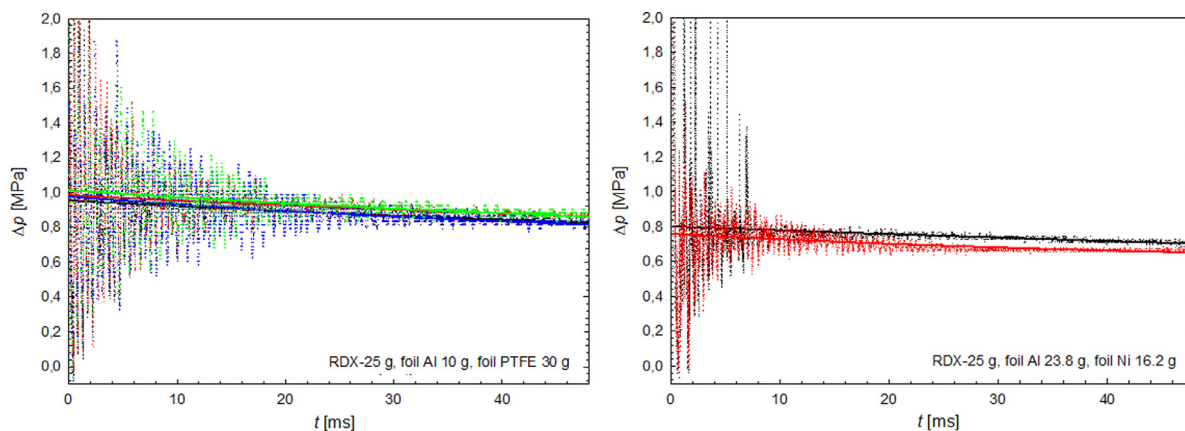 2,0
1,8
1,6
1,4
1,2
1,0
0,8
0,6
0,4
0,2
0,0
Δp [MPa]
RDX-25 g, foil Al 10 g, foil PTFE 30 g
0 10 20 30 40
t [ms]
2,0
1,8
1,6
1,4
1,2
1,0
0,8
0,6
0,4
0,2
0,0
Δp [MPa]
RDX-25 g, foil Al 23.8 g, foil Ni 16.2 g
0 10 20 30 40
t [ms]